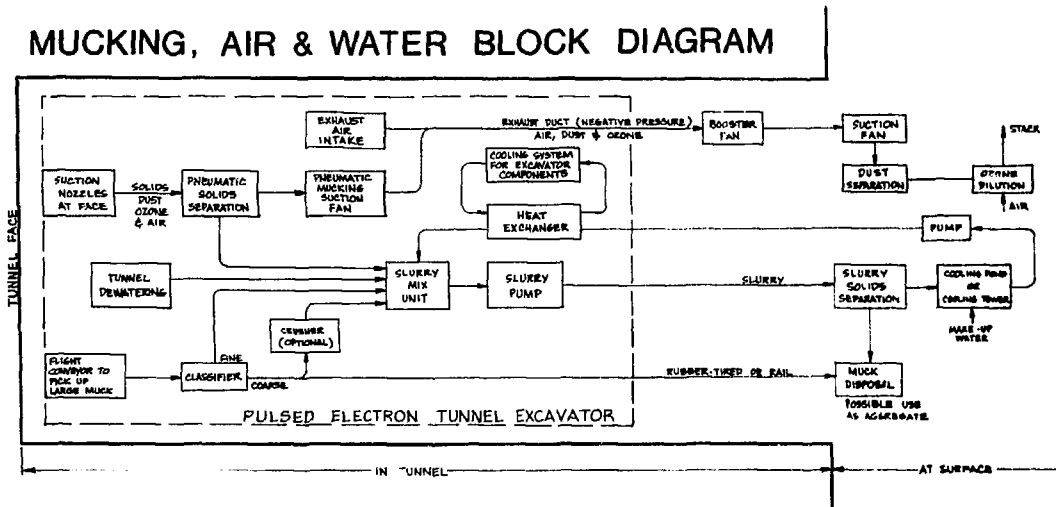 MUCKING, AIR & WATER BLOCK DIAGRAM
EXHAUST
AIR
INTAKE
EXHAUST DUCT (NEGATIVE PRESSURE)
AIR, DUST & OZONE
BOOSTER
FAN
SUCTION
FAN
STACK
COOLING SYSTEM
FOR EXCAVATOR
COMPONENTS
DUST
SEPARATION
OZONE
DILUTION
AIR
SUCTION
NOZZLES
AT FACE
SOLIDS
DUST
OZONE
& AIR
PNEUMATIC
SOLIDS
SEPARATION
PNEUMATIC
MUCKING
SUCTION
FAN
HEAT
EXCHANGER
PUMP
TUNNEL FACE
TUNNEL
DEWATERING
SLURRY
MIX
UNIT
SLURRY
PUMP
SLURRY
SLURRY
SOLIDS
SEPARATION
COOLING POND
OR
COOLING TOWER
MAKE-UP
WATER
CRUSHER
(OPTIONAL)
FLIGHT
CONVEYOR TO
PICK UP
LARGE MUCK
CLASSIFIER
FINE
COARSE
RUBBER-TIRED OR RAIL
MUCK
DISPOSAL
POSSIBLE USE
AS AGGREGATE
PULSED ELECTRON TUNNEL EXCAVATOR
IN TUNNEL
AT SURFACE